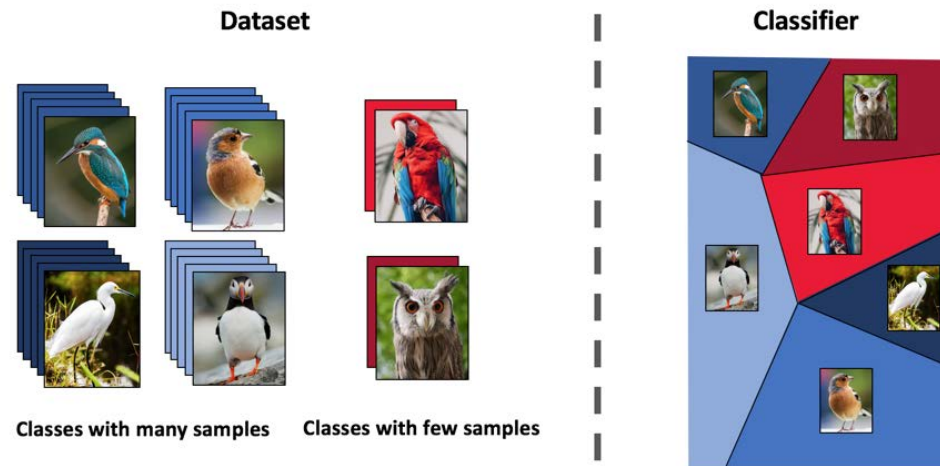 Dataset
Classifier
Classes with many samples
Classes with few samples